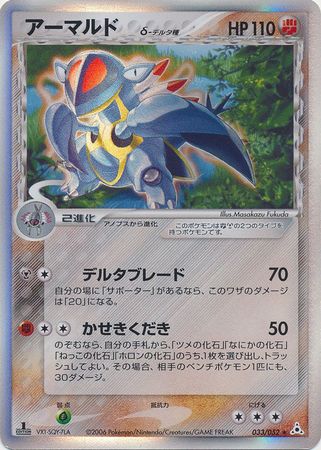 アーマルド δ-デルタ種 HP 110
Illus.Masakazu Fukuda
2進化 アノプスから進化
このポケモンは の2つのタイプを持つポケモンです。
デルタブレード 70
自分の場に「サポーター」があるなら、このワザのダメージ
は「20」になる。
かせきくだき 50
のぞむなら、自分の手札から、「ツメの化石」「なにかの化石」
「ねっこの化石」「ホロンの化石」のうち、1枚を選び出し、トラッ
シュしてよい。その場合、相手のベンチポケモン1匹にも、
30ダメージ。
弱点 抵抗力 にげる
1 EDITION VX1-SQY-7LA ©2006 Pokémon/Nintendo/Creatures/GAME FREAK 033/052 ★